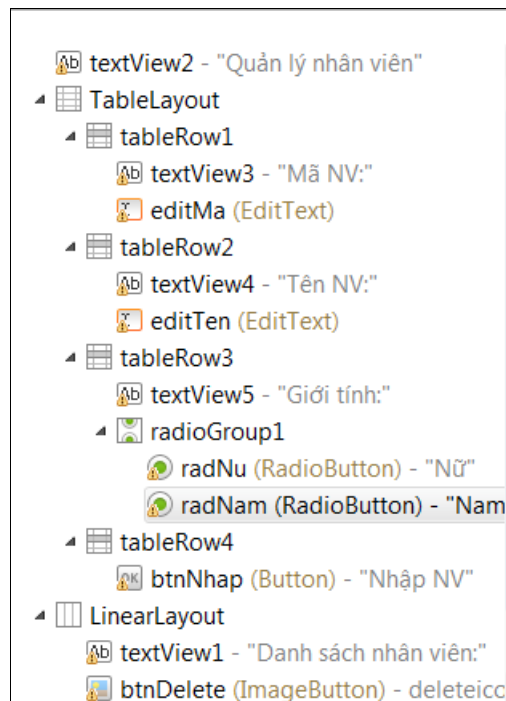 textView2 - "Quản lý nhân viên"
TableLayout
tableRow1
textView3 - "Mã NV:"
editMa (EditText)
tableRow2
textView4 - "Tên NV:"
editTen (EditText)
tableRow3
textView5 - "Giới tính:"
radioGroup1
radNu (RadioButton) - "Nữ"
radNam (RadioButton) - "Nam
tableRow4
btnNhap (Button) - "Nhập NV"
LinearLayout
textView1 - "Danh sách nhân viên:"
btnDelete (ImageButton) - deleteico